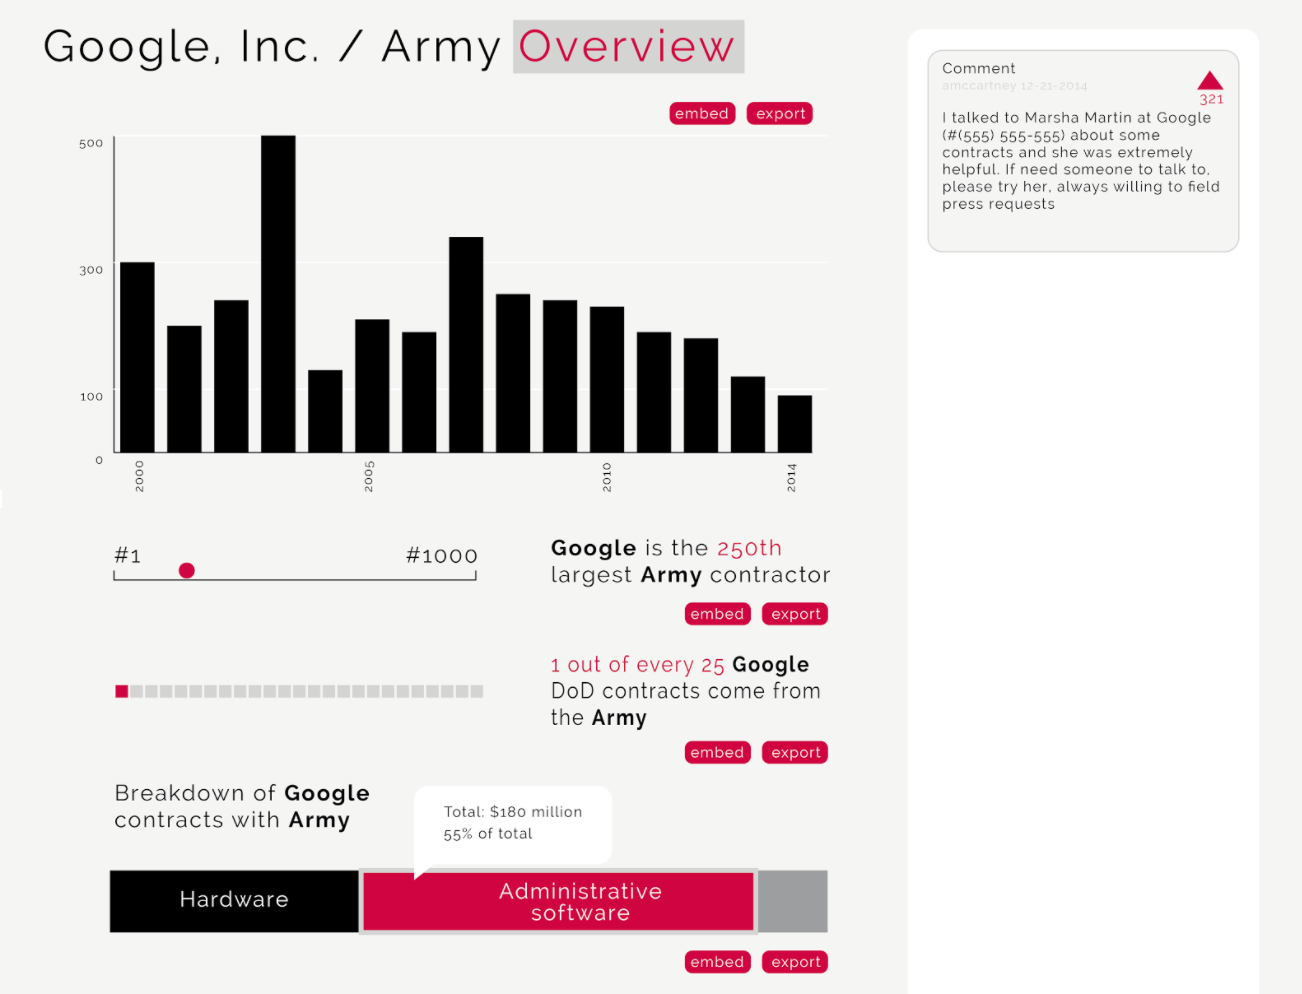 Google, Inc. / Army Overview
embed export
500
300
100
0
2000
2005
2010
2014
#1 #1000
Google is the 250th
largest Army contractor
embed export
1 out of every 25 Google
DoD contracts come from
the Army
embed export
Breakdown of Google
contracts with Army
Total: $180 million
55% of total
Hardware
Administrative
software
embed export
Comment
amccartney 12-21-2014
321
I talked to Marsha Martin at Google
(#(555) 555-555) about some
contracts and she was extremely
helpful. If need someone to talk to,
please try her, always willing to field
press requests